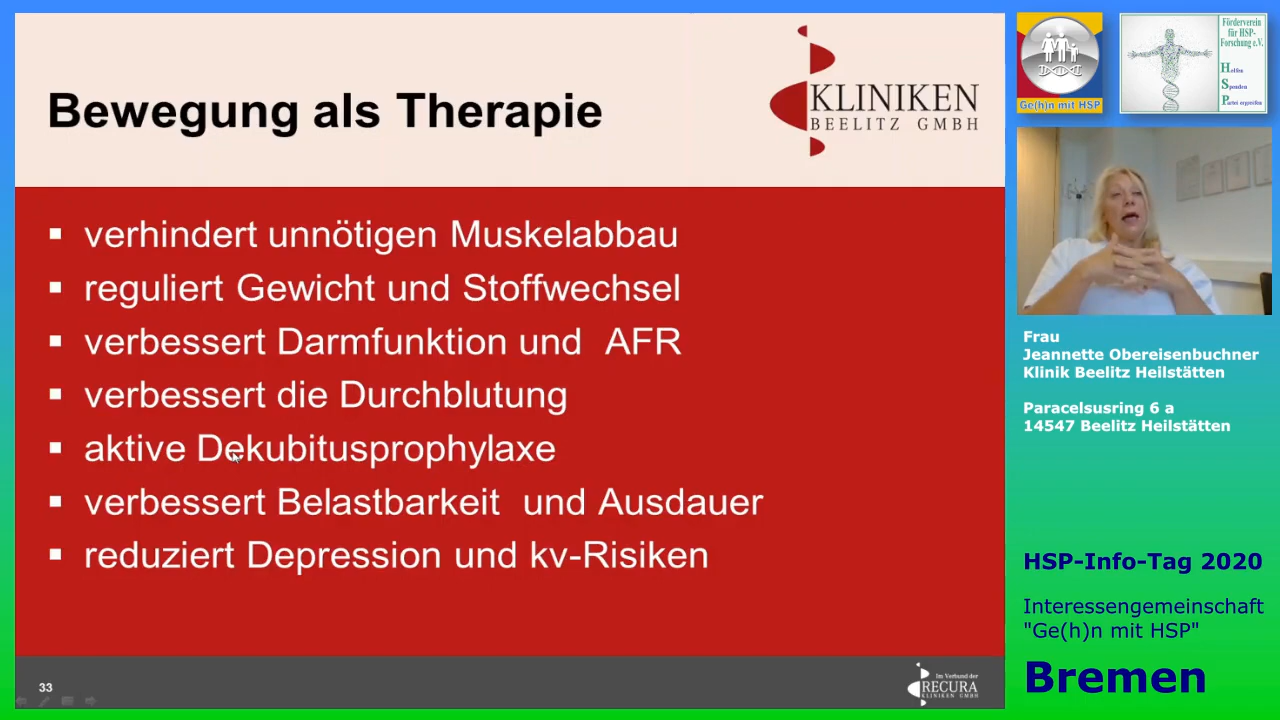 Bewegung als Therapie
KLINIKEN
BEELITZ GMBH
verhindert unnötigen Muskelabbau
reguliert Gewicht und Stoffwechsel
verbessert Darmfunktion und AFR
verbessert die Durchblutung
aktive Dekubitusprophylaxe
verbessert Belastbarkeit und Ausdauer
reduziert Depression und kv-Risiken
33
Im Verbund der
RECURA
KLINIKEN GMBH
Ge(h)n mit HSP
Förderverein
für HSP-
Forschung e.V.
Helfen
Spenden
Partei ergreifen
Frau
Jeannette Obereisenbuchner
Klinik Beelitz Heilstätten
Paracelsusring 6 a
14547 Beelitz Heilstätten
HSP-Info-Tag 2020
Interessengemeinschaft
"Ge(h)n mit HSP"
Bremen